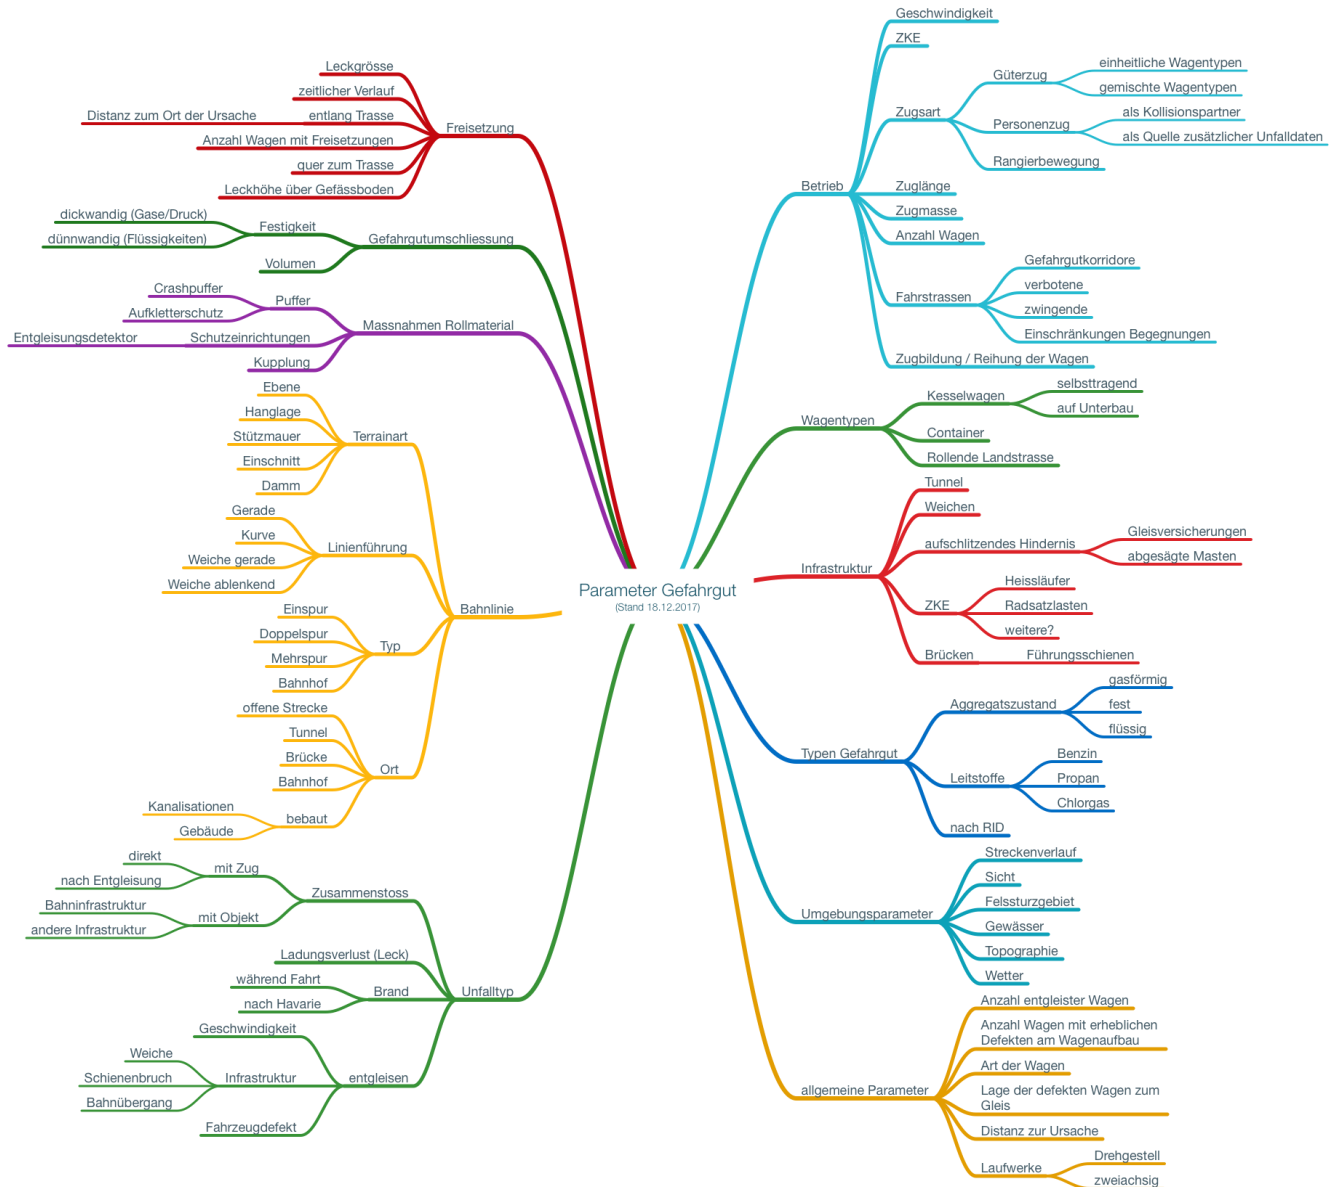 Parameter Gefahrgut
(Stand 18.12.2017)
Freisetzung
Leckgrösse
zeitlicher Verlauf
entlang Trasse
Distanz zum Ort der Ursache
Anzahl Wagen mit Freisetzungen
quer zum Trasse
Leckhöhe über Gefässboden
Gefahrgutumschliessung
Festigkeit
dickwandig (Gase/Druck)
dünnwandig (Flüssigkeiten)
Volumen
Massnahmen Rollmaterial
Puffer
Crashpuffer
Aufkletterschutz
Schutzeinrichtungen
Entgleisungsdetektor
Kupplung
Bahnlinie
Terrainart
Ebene
Hanglage
Stützmauer
Einschnitt
Damm
Linienführung
Gerade
Kurve
Weiche gerade
Weiche ablenkend
Typ
Einspur
Doppelspur
Mehrspur
Bahnhof
Ort
offene Strecke
Tunnel
Brücke
Bahnhof
bebaut
Kanalisationen
Gebäude
Unfalltyp
Zusammenstoss
mit Zug
direkt
nach Entgleisung
mit Objekt
Bahninfrastruktur
andere Infrastruktur
Ladungsverlust (Leck)
Brand
während Fahrt
nach Havarie
entgleisen
Geschwindigkeit
Infrastruktur
Weiche
Schienenbruch
Bahnübergang
Fahrzeugdefekt
Betrieb
Geschwindigkeit
ZKE
Zugsart
Güterzug
einheitliche Wagentypen
gemischte Wagentypen
Personenzug
als Kollisionspartner
als Quelle zusätzlicher Unfalldaten
Rangierbewegung
Zuglänge
Zugmasse
Anzahl Wagen
Fahrstrassen
Gefahrgutkorridore
verbotene
zwingende
Einschränkungen Begegnungen
Zugbildung / Reihung der Wagen
Wagentypen
Kesselwagen
selbsttragend
auf Unterbau
Container
Rollende Landstrasse
Infrastruktur
Tunnel
Weichen
aufschlitzendes Hindernis
Gleisversicherungen
abgesägte Masten
ZKE
Heissläufer
Radsatzlasten
weitere?
Brücken
Führungsschienen
Typen Gefahrgut
Aggregatszustand
gasförmig
fest
flüssig
Leitstoffe
Benzin
Propan
Chlorgas
nach RID
Umgebungsparameter
Streckenverlauf
Sicht
Felssturzgebiet
Gewässer
Topographie
Wetter
allgemeine Parameter
Anzahl entgleister Wagen
Anzahl Wagen mit erheblichen
Defekten am Wagenaufbau
Art der Wagen
Lage der defekten Wagen zum
Gleis
Distanz zur Ursache
Laufwerke
Drehgestell
zweiachsig